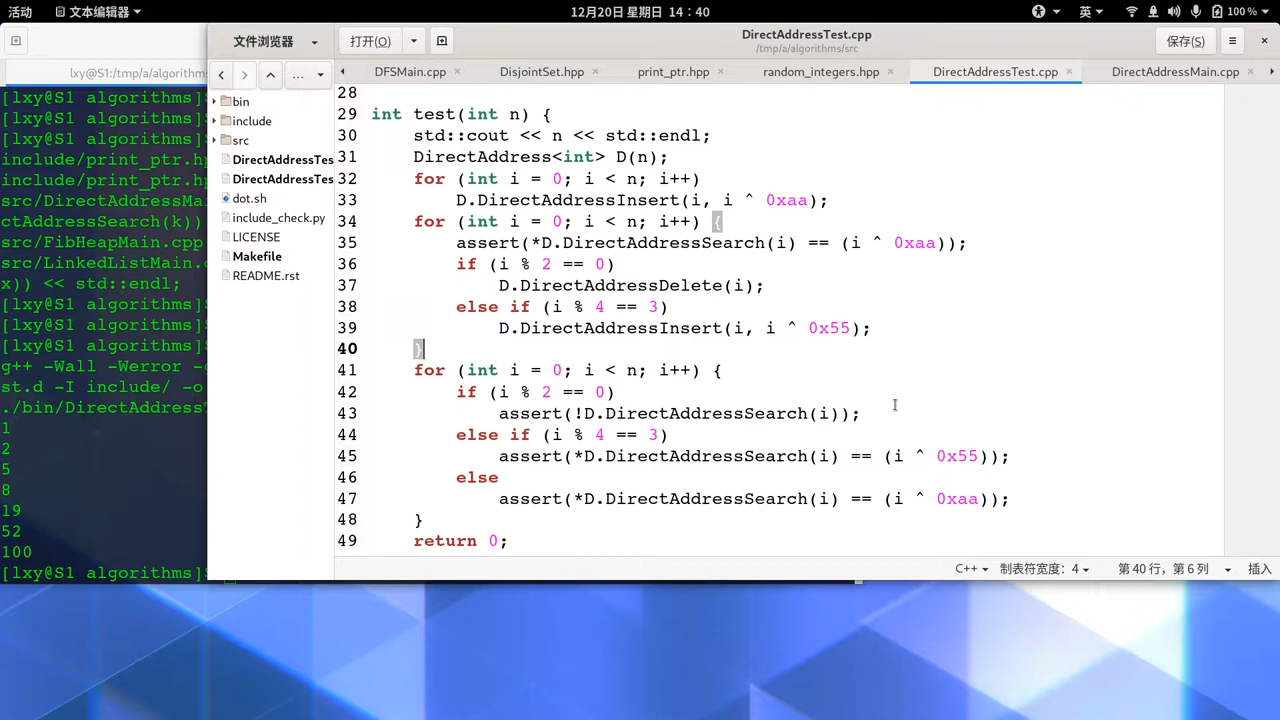 活动 文本编辑器 12月20日 星期日 14：40 英 100 %
文件浏览器 打开(O) DirectAddressTest.cpp 保存(S)
/tmp/a/algorithms/src
lxy@S1:/tmp/a/algorithms
DFSMain.cpp DisjointSet.hpp print_ptr.hpp random_integers.hpp DirectAddressTest.cpp DirectAddressMain.cpp
[lxy@S1 algorithms]
[lxy@S1 algorithms]
[lxy@S1 algorithms]
include/print_ptr.h
include/print_ptr.h
src/DirectAddressMa
ctAddressSearch(k))
src/FibHeapMain.cpp
src/LinkedListMain.
x)) << std::endl;
[lxy@S1 algorithms]
[lxy@S1 algorithms]
[lxy@S1 algorithms]
g++ -Wall -Werror -
st.d -I include/ -o
./bin/DirectAddress
1
2
5
8
19
52
100
[lxy@S1 algorithms]
...
bin
include
src
DirectAddressTes
DirectAddressTes
dot.sh
include_check.py
LICENSE
Makefile
README.rst
28
29 int test(int n) {
30 std::cout << n << std::endl;
31 DirectAddress<int> D(n);
32 for (int i = 0; i < n; i++)
33 D.DirectAddressInsert(i, i ^ 0xaa);
34 for (int i = 0; i < n; i++) {
35 assert(*D.DirectAddressSearch(i) == (i ^ 0xaa));
36 if (i % 2 == 0)
37 D.DirectAddressDelete(i);
38 else if (i % 4 == 3)
39 D.DirectAddressInsert(i, i ^ 0x55);
40 }
41 for (int i = 0; i < n; i++) {
42 if (i % 2 == 0)
43 assert(!D.DirectAddressSearch(i));
44 else if (i % 4 == 3)
45 assert(*D.DirectAddressSearch(i) == (i ^ 0x55));
46 else
47 assert(*D.DirectAddressSearch(i) == (i ^ 0xaa));
48 }
49 return 0;
C++ 制表符宽度：4 第 40 行，第 6 列 插入